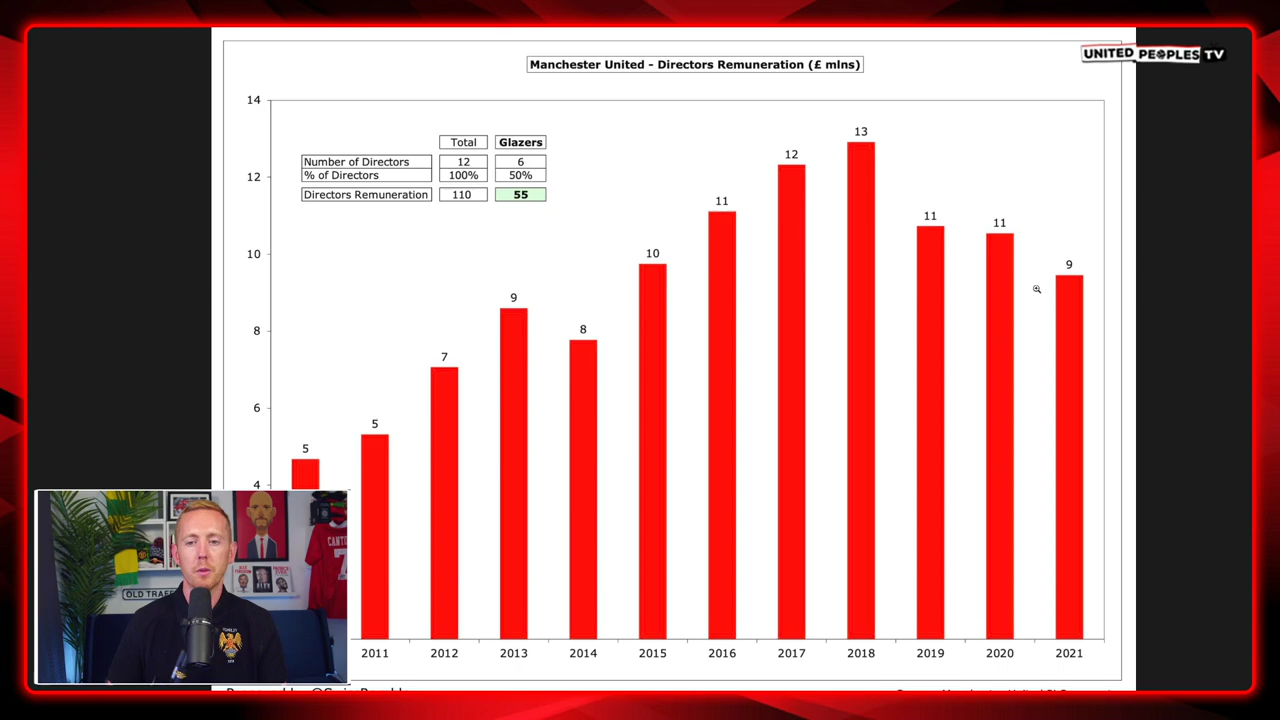 UNITED PEOPLES TV
Manchester United - Directors Remuneration (£ mlns)
14
12
10
8
6
4
Total Glazers
Number of Directors 12 6
% of Directors 100% 50%
Directors Remuneration 110 55
5
5
7
9
8
10
11
12
13
11
11
9
2011 2012 2013 2014 2015 2016 2017 2018 2019 2020 2021
CANTO
7
OLD TRAFF